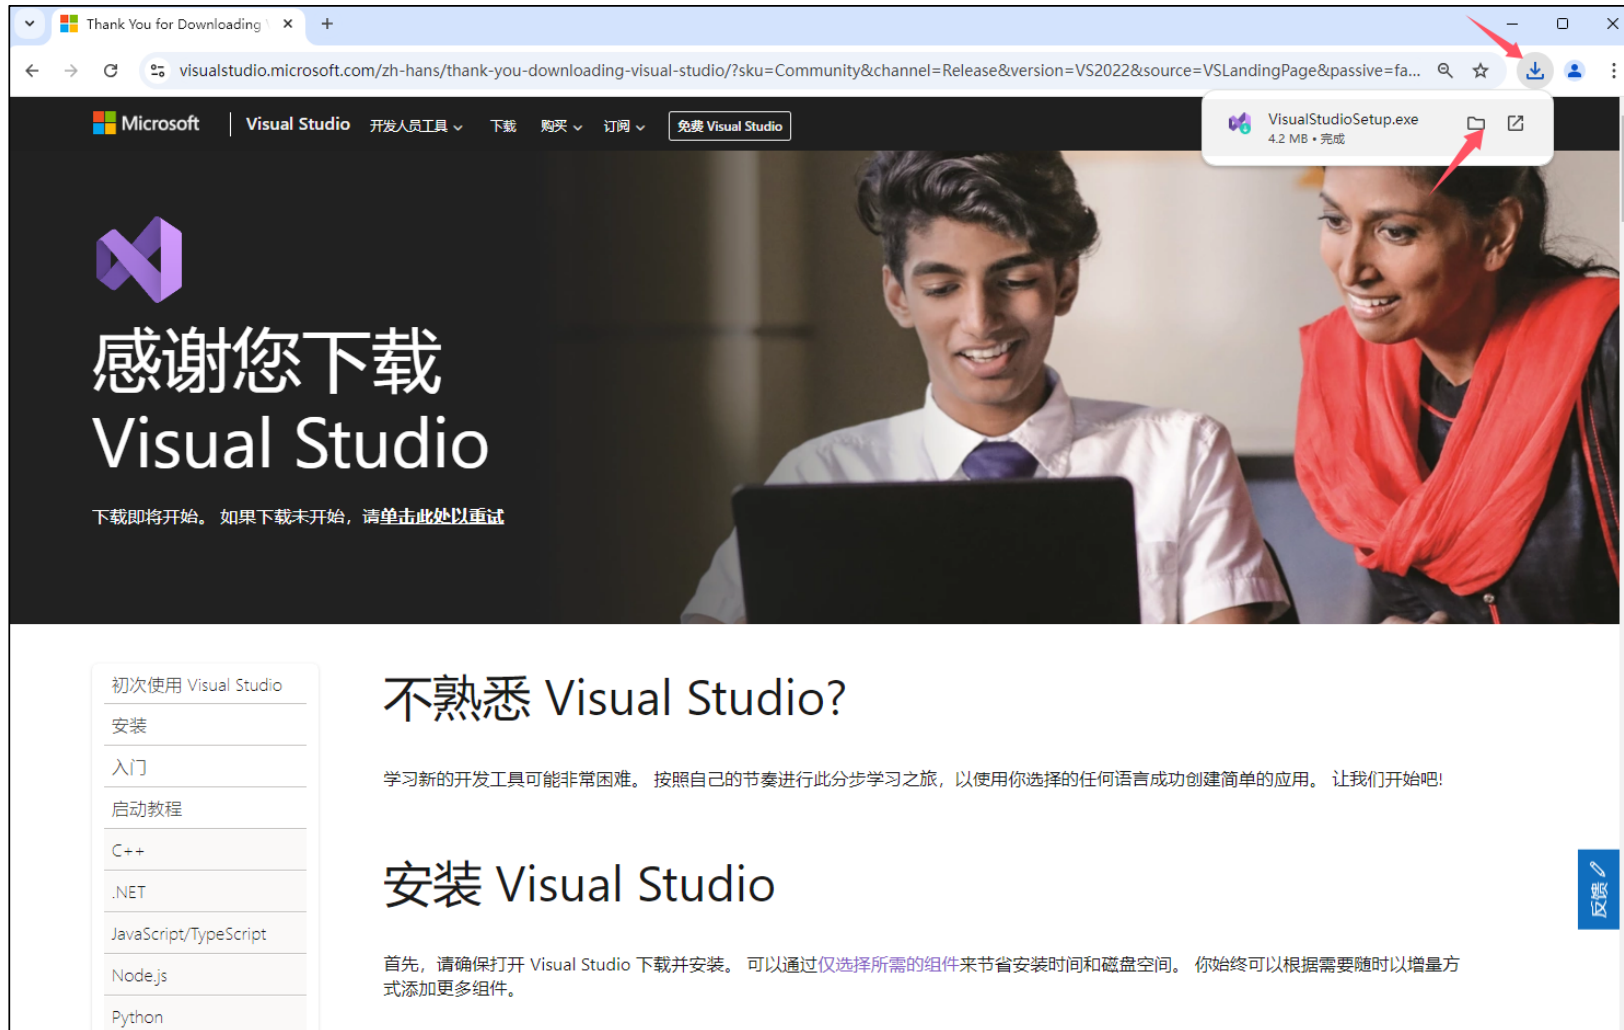 Thank You for Downloading
visualstudio.microsoft.com/zh-hans/thank-you-downloading-visual-studio/?sku=Community&channel=Release&version=VS2022&source=VSLandingPage&passive=fa...
Microsoft
Visual Studio
开发人员工具
下载
购买
订阅
免费 Visual Studio
VisualStudioSetup.exe
4.2 MB • 完成
感谢您下载
Visual Studio
下载即将开始。 如果下载未开始，请单击此处以重试
初次使用 Visual Studio
安装
入门
启动教程
C++
.NET
JavaScript/TypeScript
Node.js
Python
不熟悉 Visual Studio?
学习新的开发工具可能非常困难。 按照自己的节奏进行此分步学习之旅，以使用你选择的任何语言成功创建简单的应用。 让我们开始吧!
安装 Visual Studio
首先，请确保打开 Visual Studio 下载并安装。 可以通过仅选择所需的组件来节省安装时间和磁盘空间。 你始终可以根据需要随时以增量方
式添加更多组件。
反馈